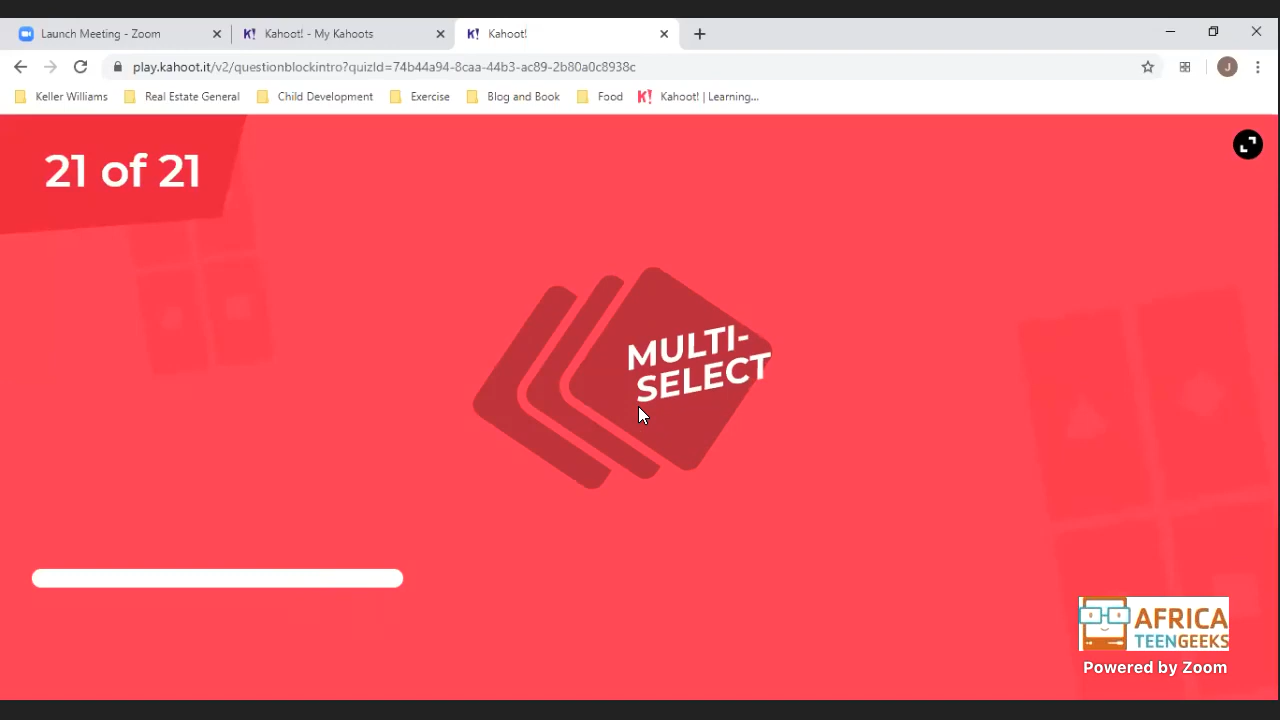 Launch Meeting - Zoom
K! Kahoot! - My Kahoots
K! Kahoot!
play.kahoot.it/v2/questionblockintro?quizId=74b44a94-8caa-44b3-ac89-2b80a0c8938c
J
Keller Williams
Real Estate General
Child Development
Exercise
Blog and Book
Food
K! Kahoot! | Learning...
21 of 21
MULTI-
SELECT
AFRICA
TEENGEEKS
Powered by Zoom